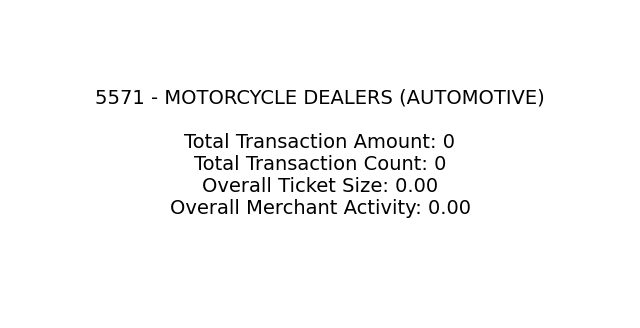 5571 - MOTORCYCLE DEALERS (AUTOMOTIVE)
Total Transaction Amount: 0
Total Transaction Count: 0
Overall Ticket Size: 0.00
Overall Merchant Activity: 0.00